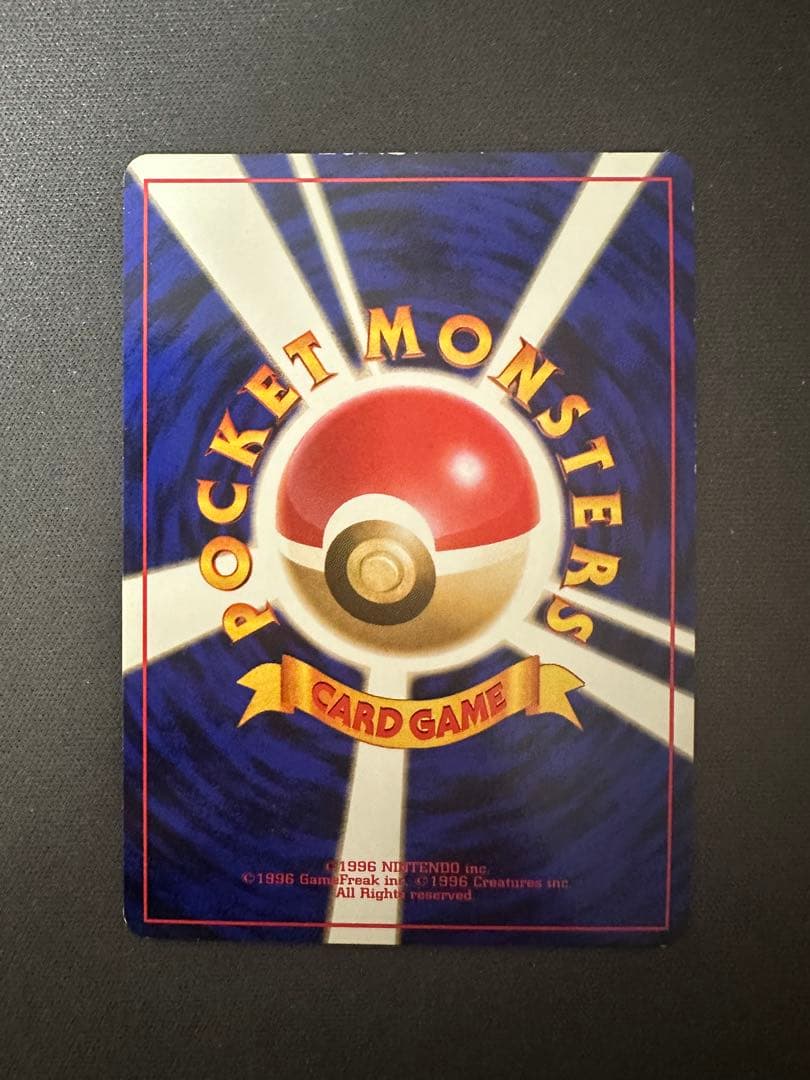 POCKET MONSTERS
CARD GAME
©1996 NINTENDO inc.
©1996 GameFreak inc. ©1996 Creatures inc.
All Rights reserved.